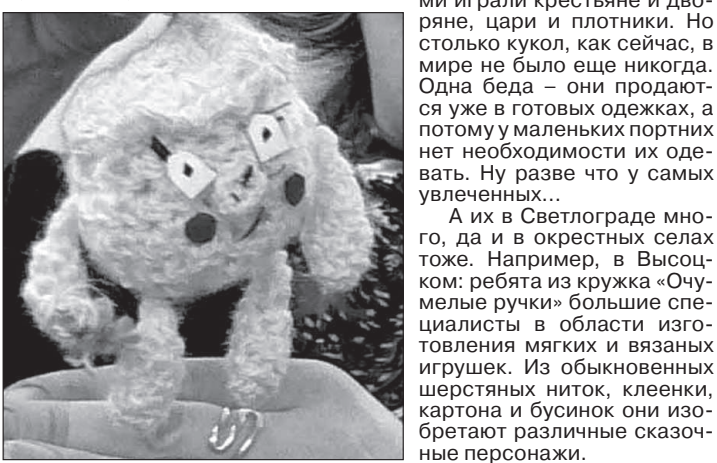 ми играли крестьяне и дво-
ряне, цари и плотники. Но
столько кукол, как сейчас, в
мире не было еще никогда.
Одна беда – они продают-
ся уже в готовых одежках, а
потому у маленьких портних
нет необходимости их оде-
вать. Ну разве что у самых
увлеченных...
А их в Светлограде мно-
го, да и в окрестных селах
тоже. Например, в Высоц-
ком: ребята из кружка «Очу-
мелые ручки» большие спе-
циалисты в области изго-
товления мягких и вязаных
игрушек. Из обыкновенных
шерстяных ниток, клеенки,
картона и бусинок они изо-
бретают различные сказоч-
ные персонажи.